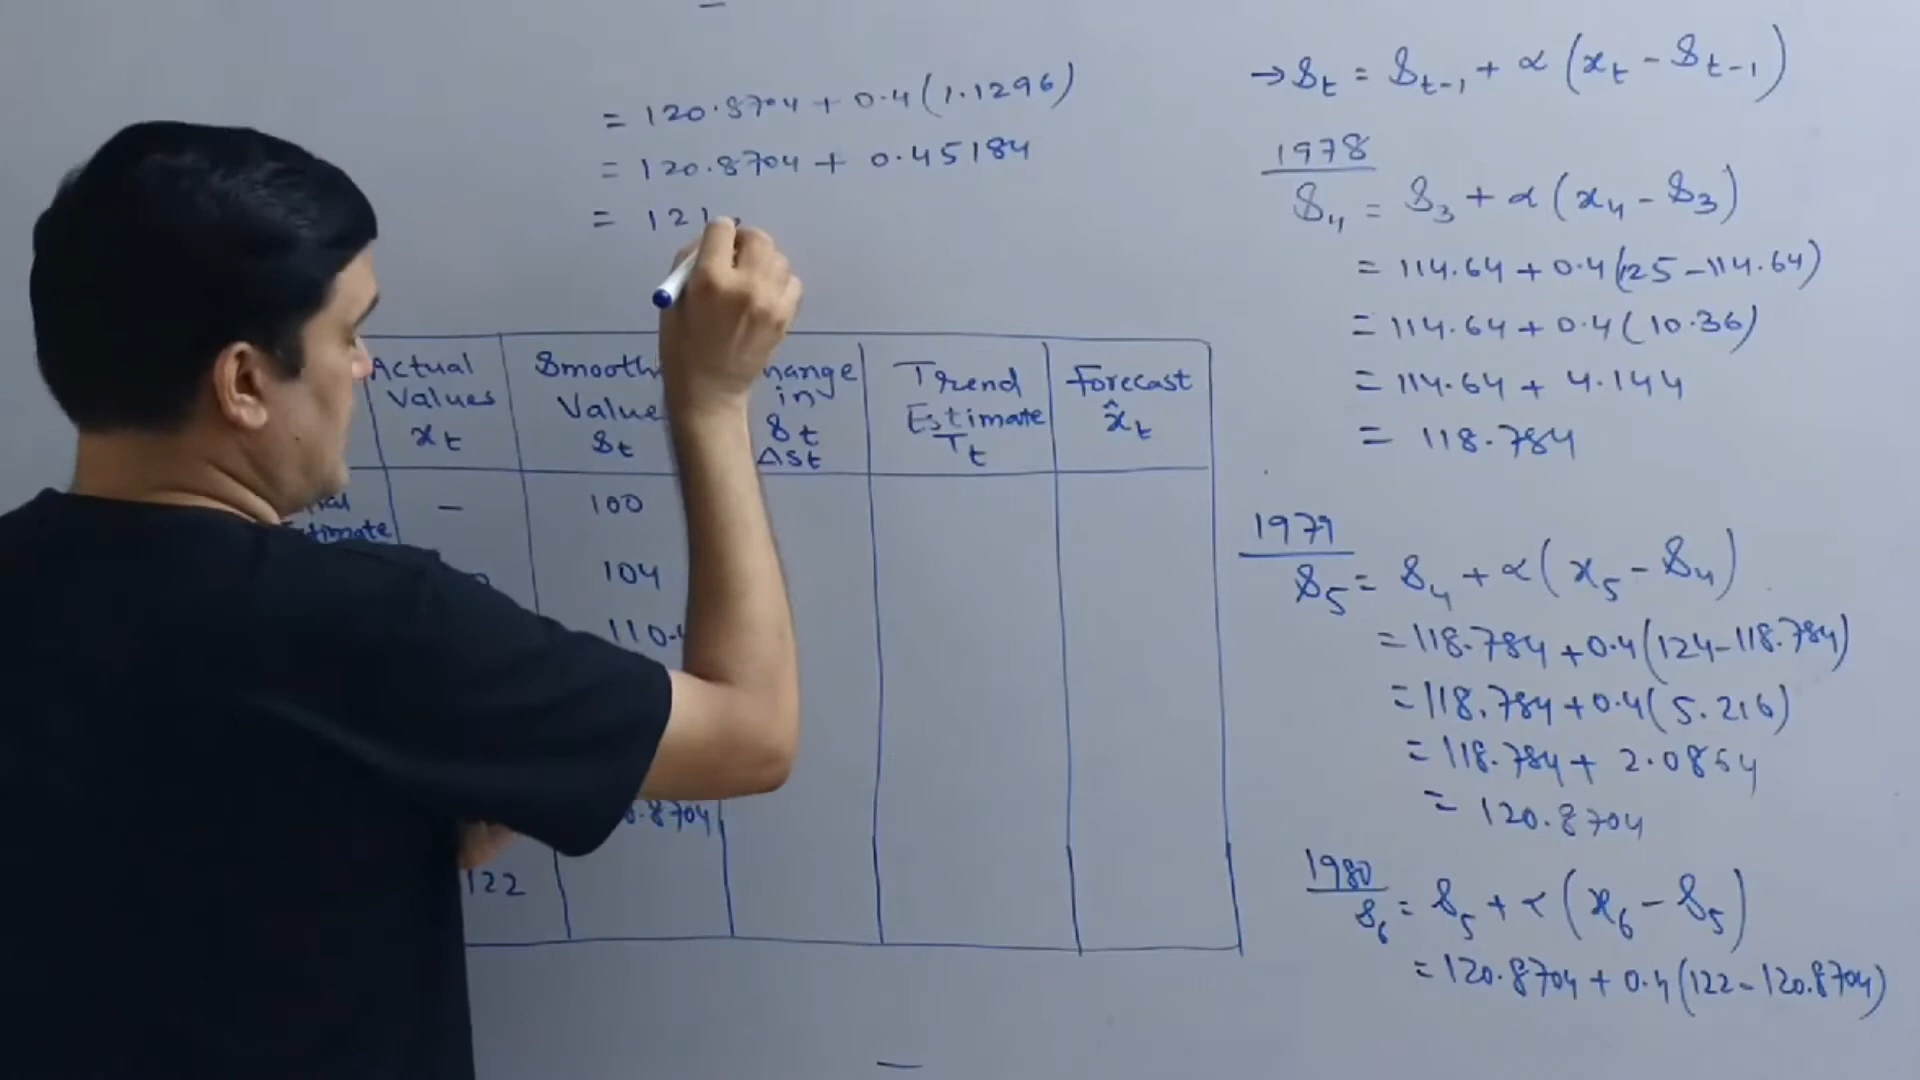 = 120.8704 + 0.4 (1.1296)
= 120.8704 + 0.45184
= 121.
Actual Values xt
Smooth Value St
hange in St ΔSt
Trend Estimate Tt
Forecast x̂t
timate
— 100
104
110.4
.8704
122
→ St = St-1 + α (xt - St-1)
1978
S4 = S3 + α (x4 - S3)
= 114.64 + 0.4 (125 - 114.64)
= 114.64 + 0.4 (10.36)
= 114.64 + 4.144
= 118.784
1979
S5 = S4 + α (x5 - S4)
= 118.784 + 0.4 (124 - 118.784)
= 118.784 + 0.4 (5.216)
= 118.784 + 2.0864
= 120.8704
1980
S6 = S5 + α (x6 - S5)
= 120.8704 + 0.4 (122 - 120.8704)